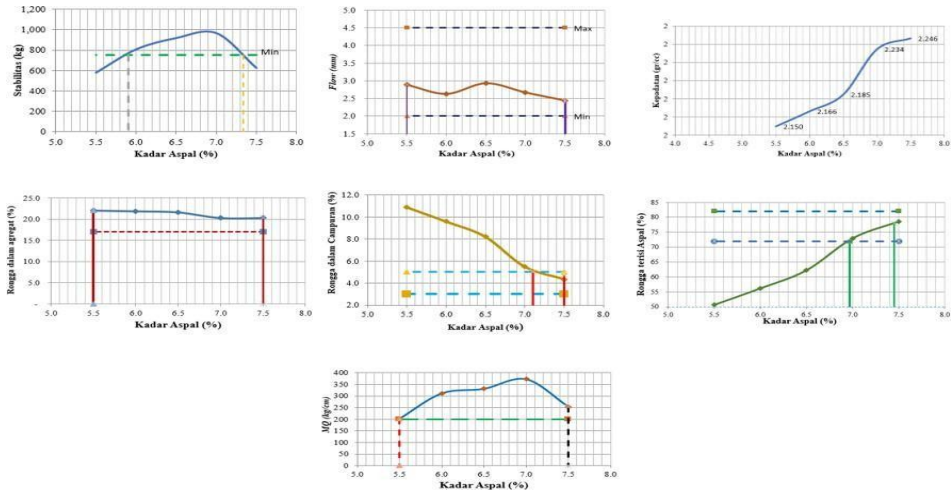 1,200
1,000
800
600
400
200
0
Stabilitas (kg)
Min
5.0 5.5 6.0 6.5 7.0 7.5 8.0
Kadar Aspal (%)
5.0
4.5
4.0
3.5
3.0
2.5
2.0
1.5
Flow (mm)
Max
Min
5.0 5.5 6.0 6.5 7.0 7.5 8.0
Kadar Aspal (%)
2
2
2
2
2
2
2
Kepadatan (gr/cc)
2.150
2.166
2.185
2.234
2.246
4.0 4.5 5.0 5.5 6.0 6.5 7.0 7.5 8.0
Kadar Aspal (%)
25.0
20.0
15.0
10.0
5.0
-
Rongga dalam agregat (%)
5.0 5.5 6.0 6.5 7.0 7.5 8.0
Kadar Aspal (%)
12.0
10.0
8.0
6.0
4.0
2.0
Rongga dalam Campuran (%)
5.0 5.5 6.0 6.5 7.0 7.5 8.0
Kadar Aspal (%)
85
80
75
70
65
60
55
50
Rongga terisi Aspal (%)
5.0 5.5 6.0 6.5 7.0 7.5 8.0
Kadar Aspal (%)
400
350
300
250
200
150
100
50
0
MQ (kg/cm)
5.0 5.5 6.0 6.5 7.0 7.5 8.0
Kadar Aspal (%)